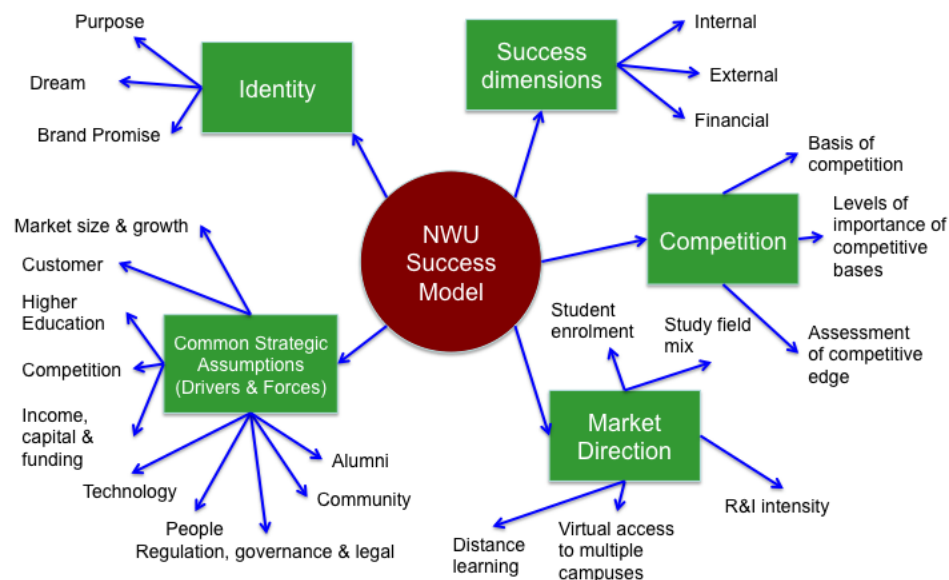 Purpose
Dream
Brand Promise
Identity
Success
dimensions
Internal
External
Financial
NWU
Success
Model
Basis of
competition
Levels of
importance of
competitive
bases
Competition
Assessment
of competitive
edge
Market size & growth
Customer
Higher
Education
Competition
Income,
capital &
funding
Common Strategic
Assumptions
(Drivers & Forces)
Technology
People
Regulation, governance & legal
Community
Alumni
Student
enrolment
Study field
mix
Market
Direction
R&I intensity
Distance
learning
Virtual access
to multiple
campuses